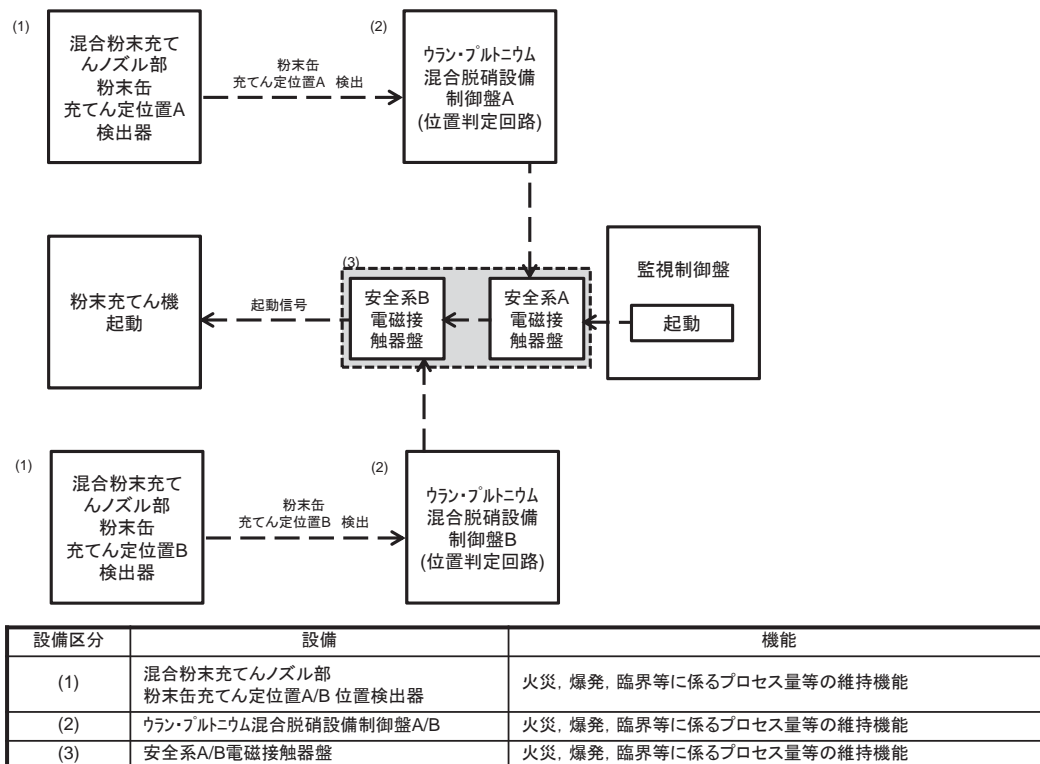 (1)
混合粉末充て
んノズル部
粉末缶
充てん定位置A
検出器
粉末缶
充てん定位置A 検出
(2)
ウラン・プルトニウム
混合脱硝設備
制御盤A
(位置判定回路)
粉末充てん機
起動
起動信号
(3)
安全系B
電磁接
触器盤
安全系A
電磁接
触器盤
監視制御盤
起動
(1)
混合粉末充て
んノズル部
粉末缶
充てん定位置B
検出器
粉末缶
充てん定位置B 検出
(2)
ウラン・プルトニウム
混合脱硝設備
制御盤B
(位置判定回路)
設備区分 設備 機能
(1) 混合粉末充てんノズル部
粉末缶充てん定位置A/B 位置検出器 火災, 爆発, 臨界等に係るプロセス量等の維持機能
(2) ウラン・プルトニウム混合脱硝設備制御盤A/B 火災, 爆発, 臨界等に係るプロセス量等の維持機能
(3) 安全系A/B電磁接触器盤 火災, 爆発, 臨界等に係るプロセス量等の維持機能